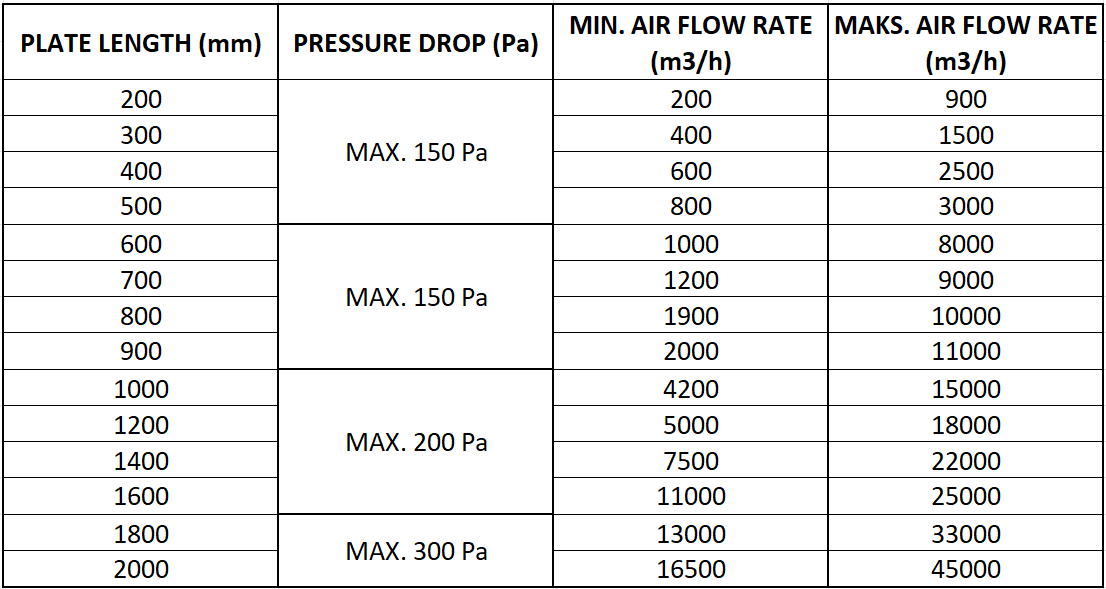 PLATE LENGTH (mm) PRESSURE DROP (Pa) MIN. AIR FLOW RATE (m3/h) MAKS. AIR FLOW RATE (m3/h)
200 MAX. 150 Pa 200 900
300 400 1500
400 600 2500
500 800 3000
600 MAX. 150 Pa 1000 8000
700 1200 9000
800 1900 10000
900 2000 11000
1000 MAX. 200 Pa 4200 15000
1200 5000 18000
1400 7500 22000
1600 11000 25000
1800 MAX. 300 Pa 13000 33000
2000 16500 45000